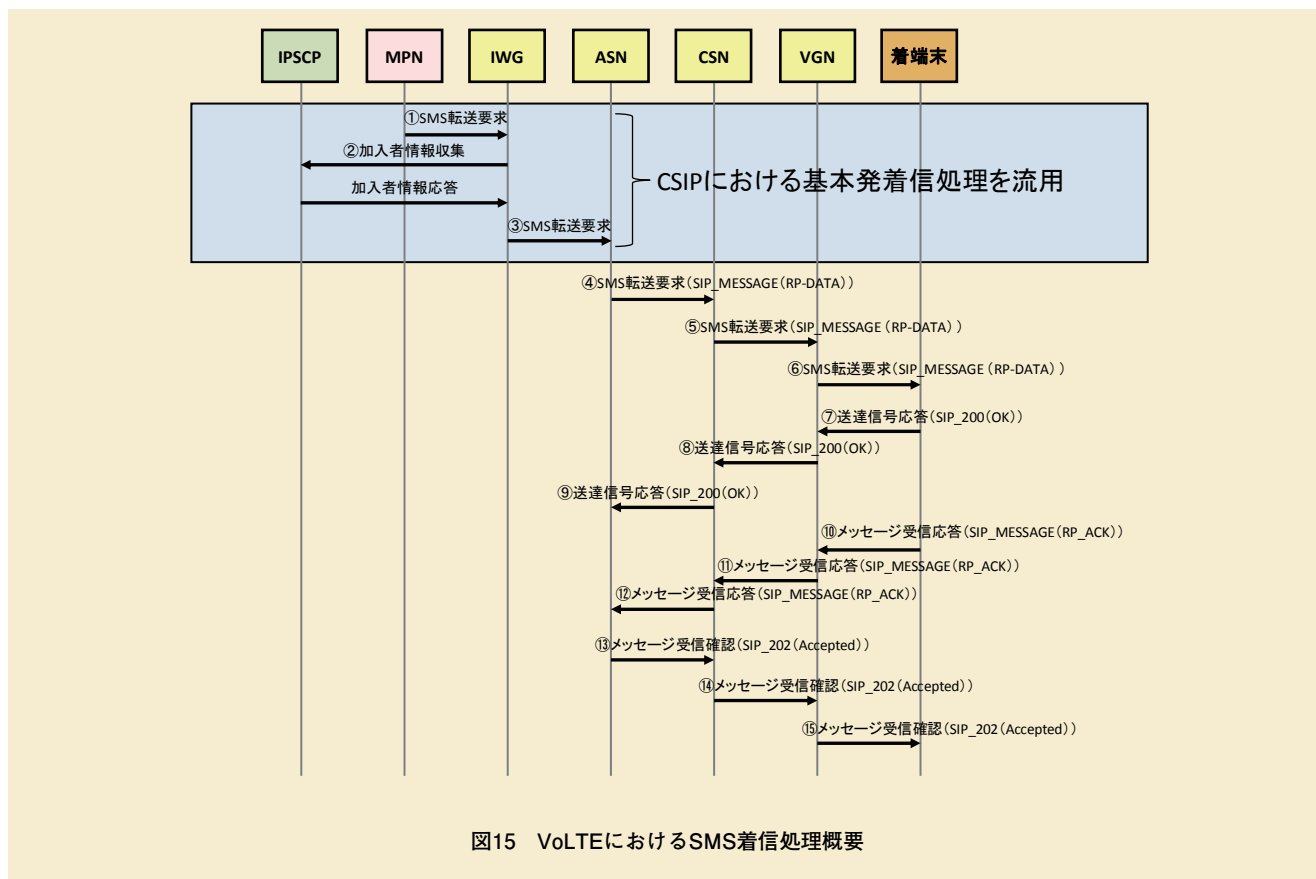 IPSCP
MPN
IWG
ASN
CSN
VGN
着端末
①SMS転送要求
②加入者情報収集
加入者情報応答
③SMS転送要求
CSIPにおける基本発着信処理を流用
④SMS転送要求(SIP_MESSAGE(RP-DATA))
⑤SMS転送要求(SIP_MESSAGE(RP-DATA))
⑥SMS転送要求(SIP_MESSAGE(RP-DATA))
⑦送達信号応答(SIP_200(OK))
⑧送達信号応答(SIP_200(OK))
⑨送達信号応答(SIP_200(OK))
⑩メッセージ受信応答(SIP_MESSAGE(RP_ACK))
⑪メッセージ受信応答(SIP_MESSAGE(RP_ACK))
⑫メッセージ受信応答(SIP_MESSAGE(RP_ACK))
⑬メッセージ受信確認(SIP_202(Accepted))
⑭メッセージ受信確認(SIP_202(Accepted))
⑮メッセージ受信確認(SIP_202(Accepted))
図15 VoLTEにおけるSMS着信処理概要